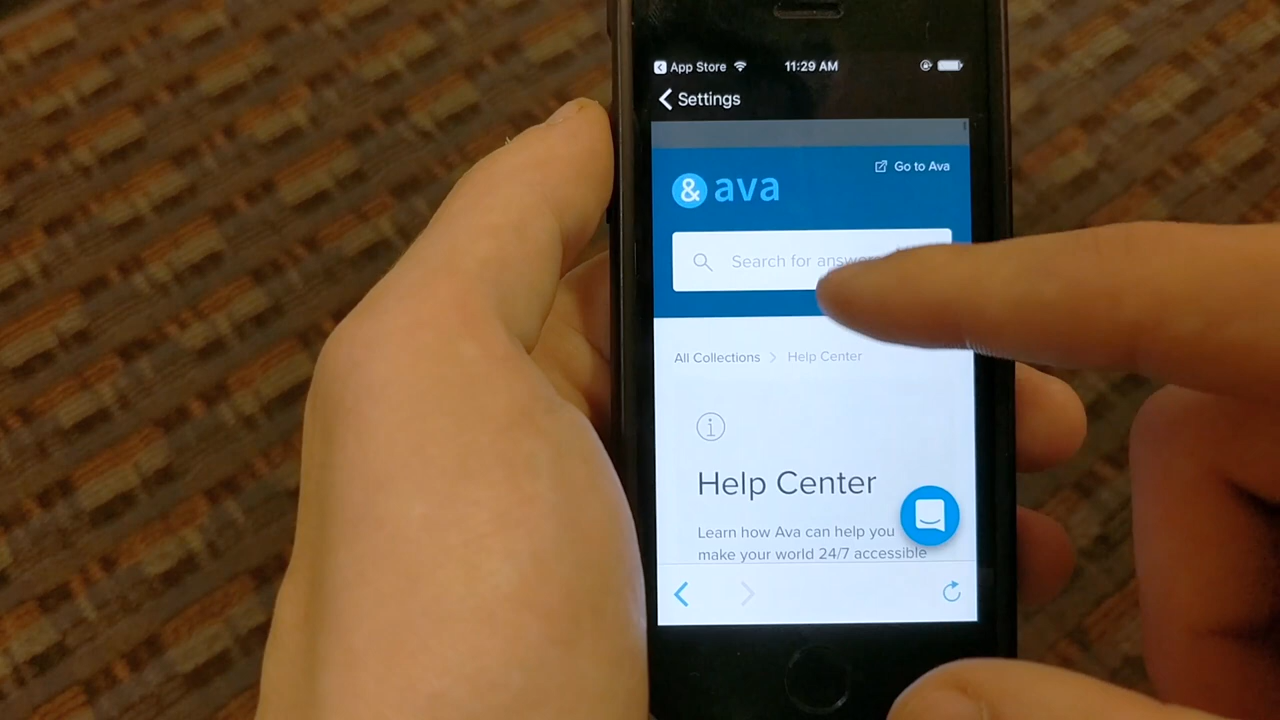 App Store 11:29 AM
Settings
Go to Ava
& ava
Search for answers
All Collections > Help Center
Help Center
Learn how Ava can help you
make your world 24/7 accessible